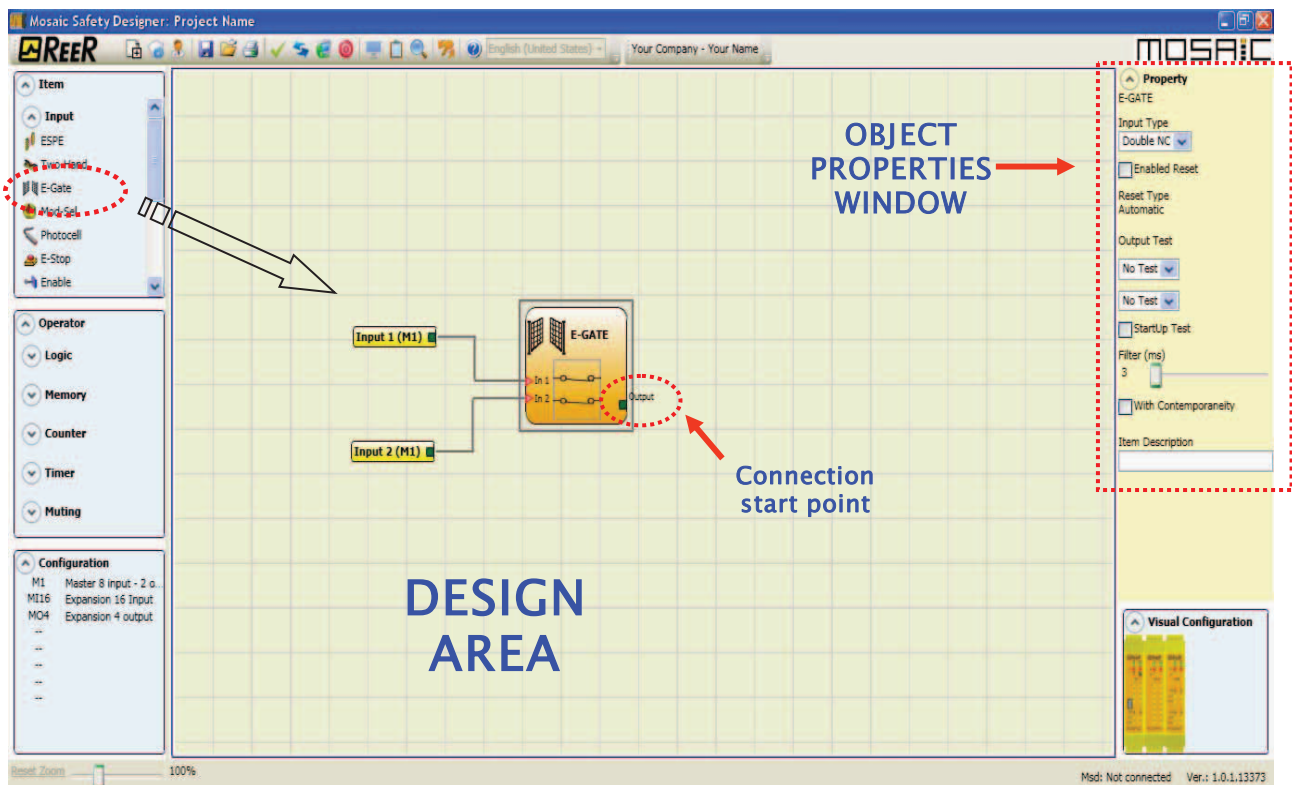 Mosaic Safety Designer: Project Name
REER
English (United States)
Your Company - Your Name
MOSAIC
Item
Input
ESPE
Two-Hand
E-Gate
Mod-Sel
Photocell
E-Stop
Enable
Operator
Logic
Memory
Counter
Timer
Muting
Configuration
M1 Master 8 input - 2 o...
MI16 Expansion 16 Input
MO4 Expansion 4 output
--
--
--
--
--
Reset Zoom
100%
Input 1 (M1)
Input 2 (M1)
E-GATE
In 1
In 2
Output
Connection
start point
DESIGN
AREA
OBJECT
PROPERTIES
WINDOW
Property
E-GATE
Input Type
Double NC
Enabled Reset
Reset Type
Automatic
Output Test
No Test
No Test
StartUp Test
Filter (ms)
3
With Contemporaneity
Item Description
Visual Configuration
Msd: Not connected Ver.: 1.0.1.13373